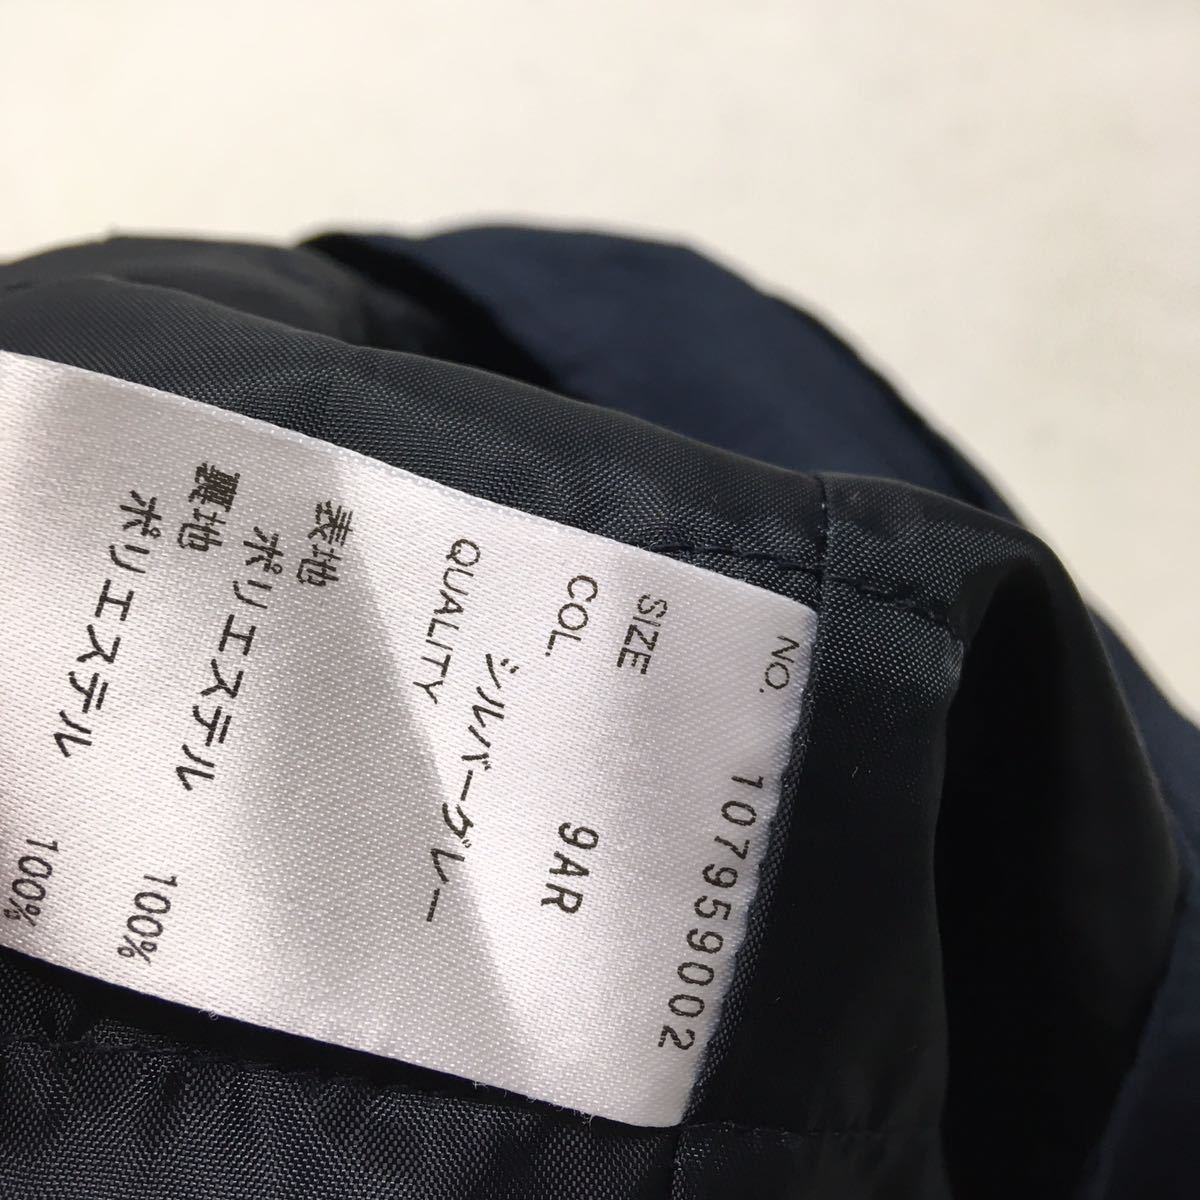 NO. 107959002
SIZE 9AR
COL. シルバーグレー
QUALITY
表地
ポリエステル 100%
裏地
ポリエステル 100%